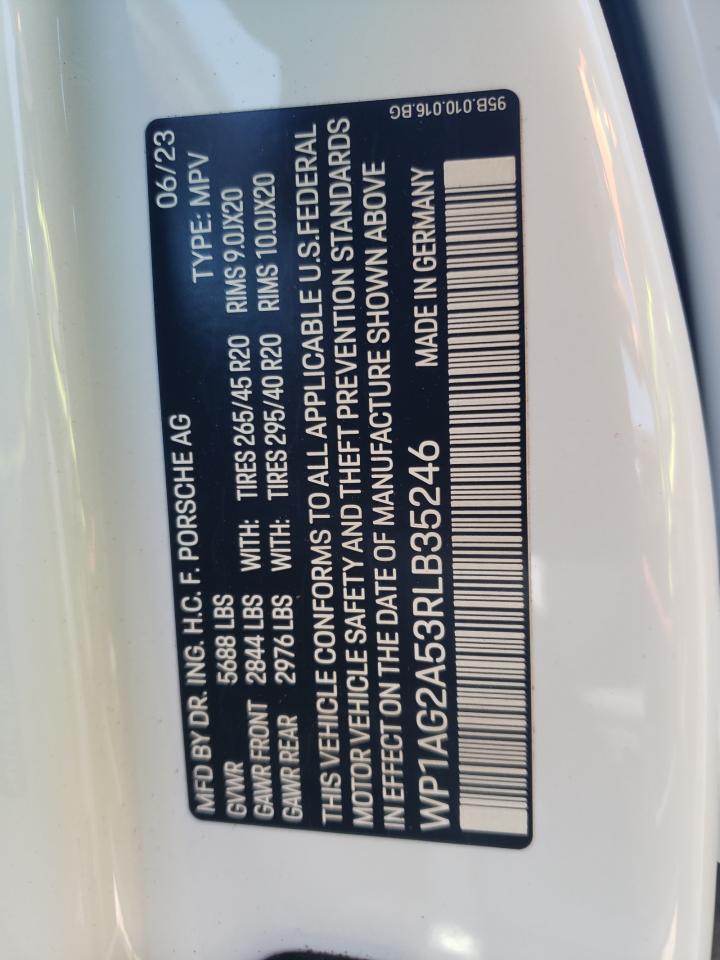 MFD BY DR. ING. H.C. F. PORSCHE AG 06/23
GVWR 5688 LBS TYPE: MPV
GAWR FRONT 2844 LBS WITH: TIRES 265/45 R20 RIMS 9.0JX20
GAWR REAR 2976 LBS WITH: TIRES 295/40 R20 RIMS 10.0JX20
THIS VEHICLE CONFORMS TO ALL APPLICABLE U.S.FEDERAL
MOTOR VEHICLE SAFETY AND THEFT PREVENTION STANDARDS
IN EFFECT ON THE DATE OF MANUFACTURE SHOWN ABOVE
WP1AG2A53RLB35246 MADE IN GERMANY
95B.010.016.BG